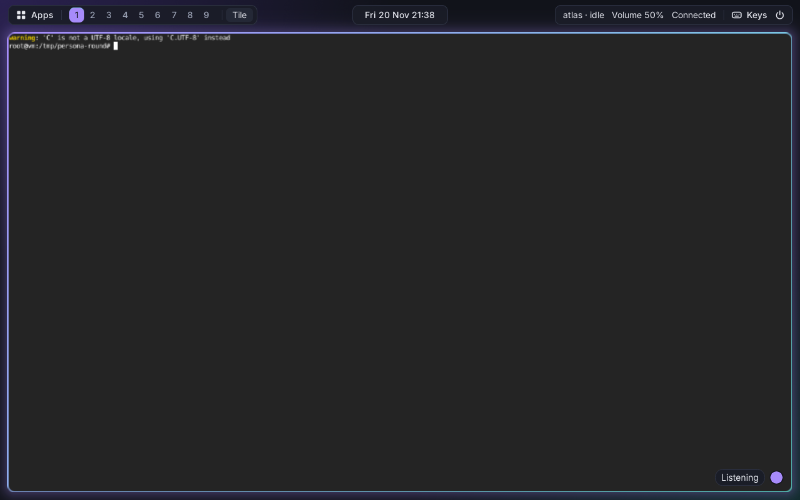 Apps 1 2 3 4 5 6 7 8 9 Tile Fri 20 Nov 21:38 atlas · idle Volume 50% Connected Keys
warning: 'C' is not a UTF-8 locale, using 'C.UTF-8' instead
root@vm:/tmp/persona-round#
Listening